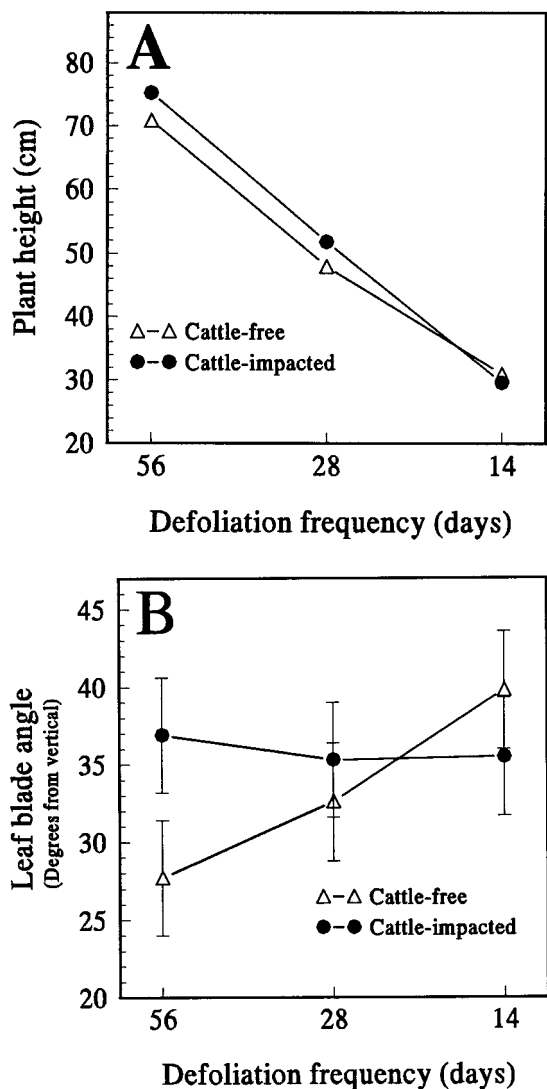 A
80
70
60
50
40
30
20
Plant height (cm)
Cattle-free
Cattle-impacted
56 28 14
Defoliation frequency (days)
B
45
40
35
30
25
20
Leaf blade angle
(Degrees from vertical)
Cattle-free
Cattle-impacted
56 28 14
Defoliation frequency (days)